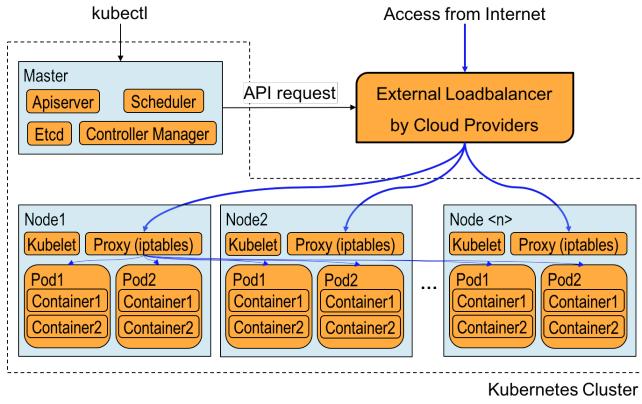 kubectl
Access from Internet
Master
Apiserver
Scheduler
Etcd
Controller Manager
API request
External Loadbalancer
by Cloud Providers
Node1
Kubelet
Proxy (iptables)
Pod1
Container1
Container2
Pod2
Container1
Container2
Node2
Kubelet
Proxy (iptables)
Pod1
Container1
Container2
Pod2
Container1
Container2
...
Node <n>
Kubelet
Proxy (iptables)
Pod1
Container1
Container2
Pod2
Container1
Container2
Kubernetes Cluster